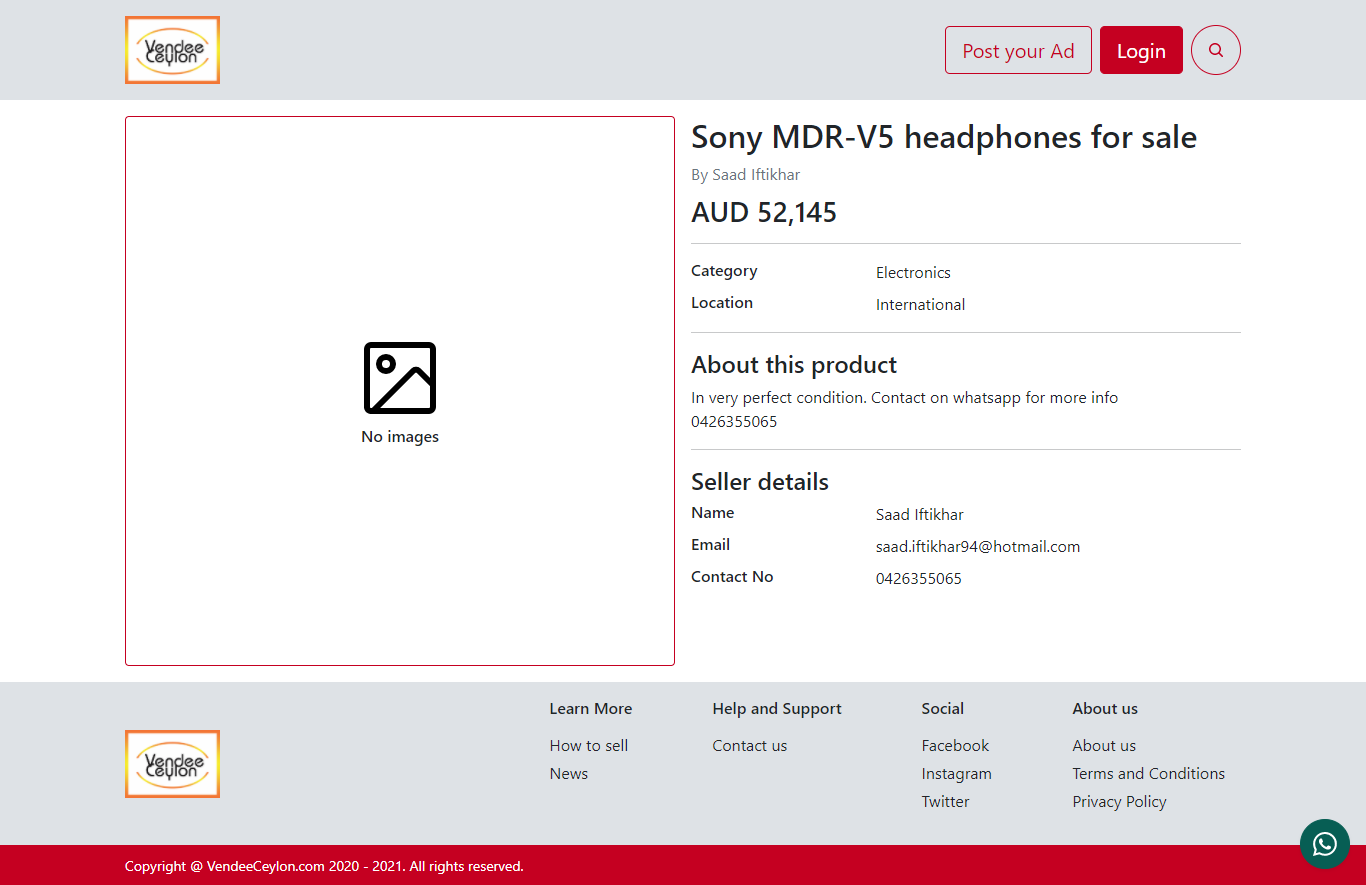 Vendee
Ceylon
Post your Ad
Login
Sony MDR-V5 headphones for sale
By Saad Iftikhar
AUD 52,145
Category
Electronics
Location
International
No images
About this product
In very perfect condition. Contact on whatsapp for more info
0426355065
Seller details
Name
Saad Iftikhar
Email
saad.iftikhar94@hotmail.com
Contact No
0426355065
Vendee
Ceylon
Learn More
How to sell
News
Help and Support
Contact us
Social
Facebook
Instagram
Twitter
About us
About us
Terms and Conditions
Privacy Policy
Copyright @ VendeeCeylon.com 2020 - 2021. All rights reserved.